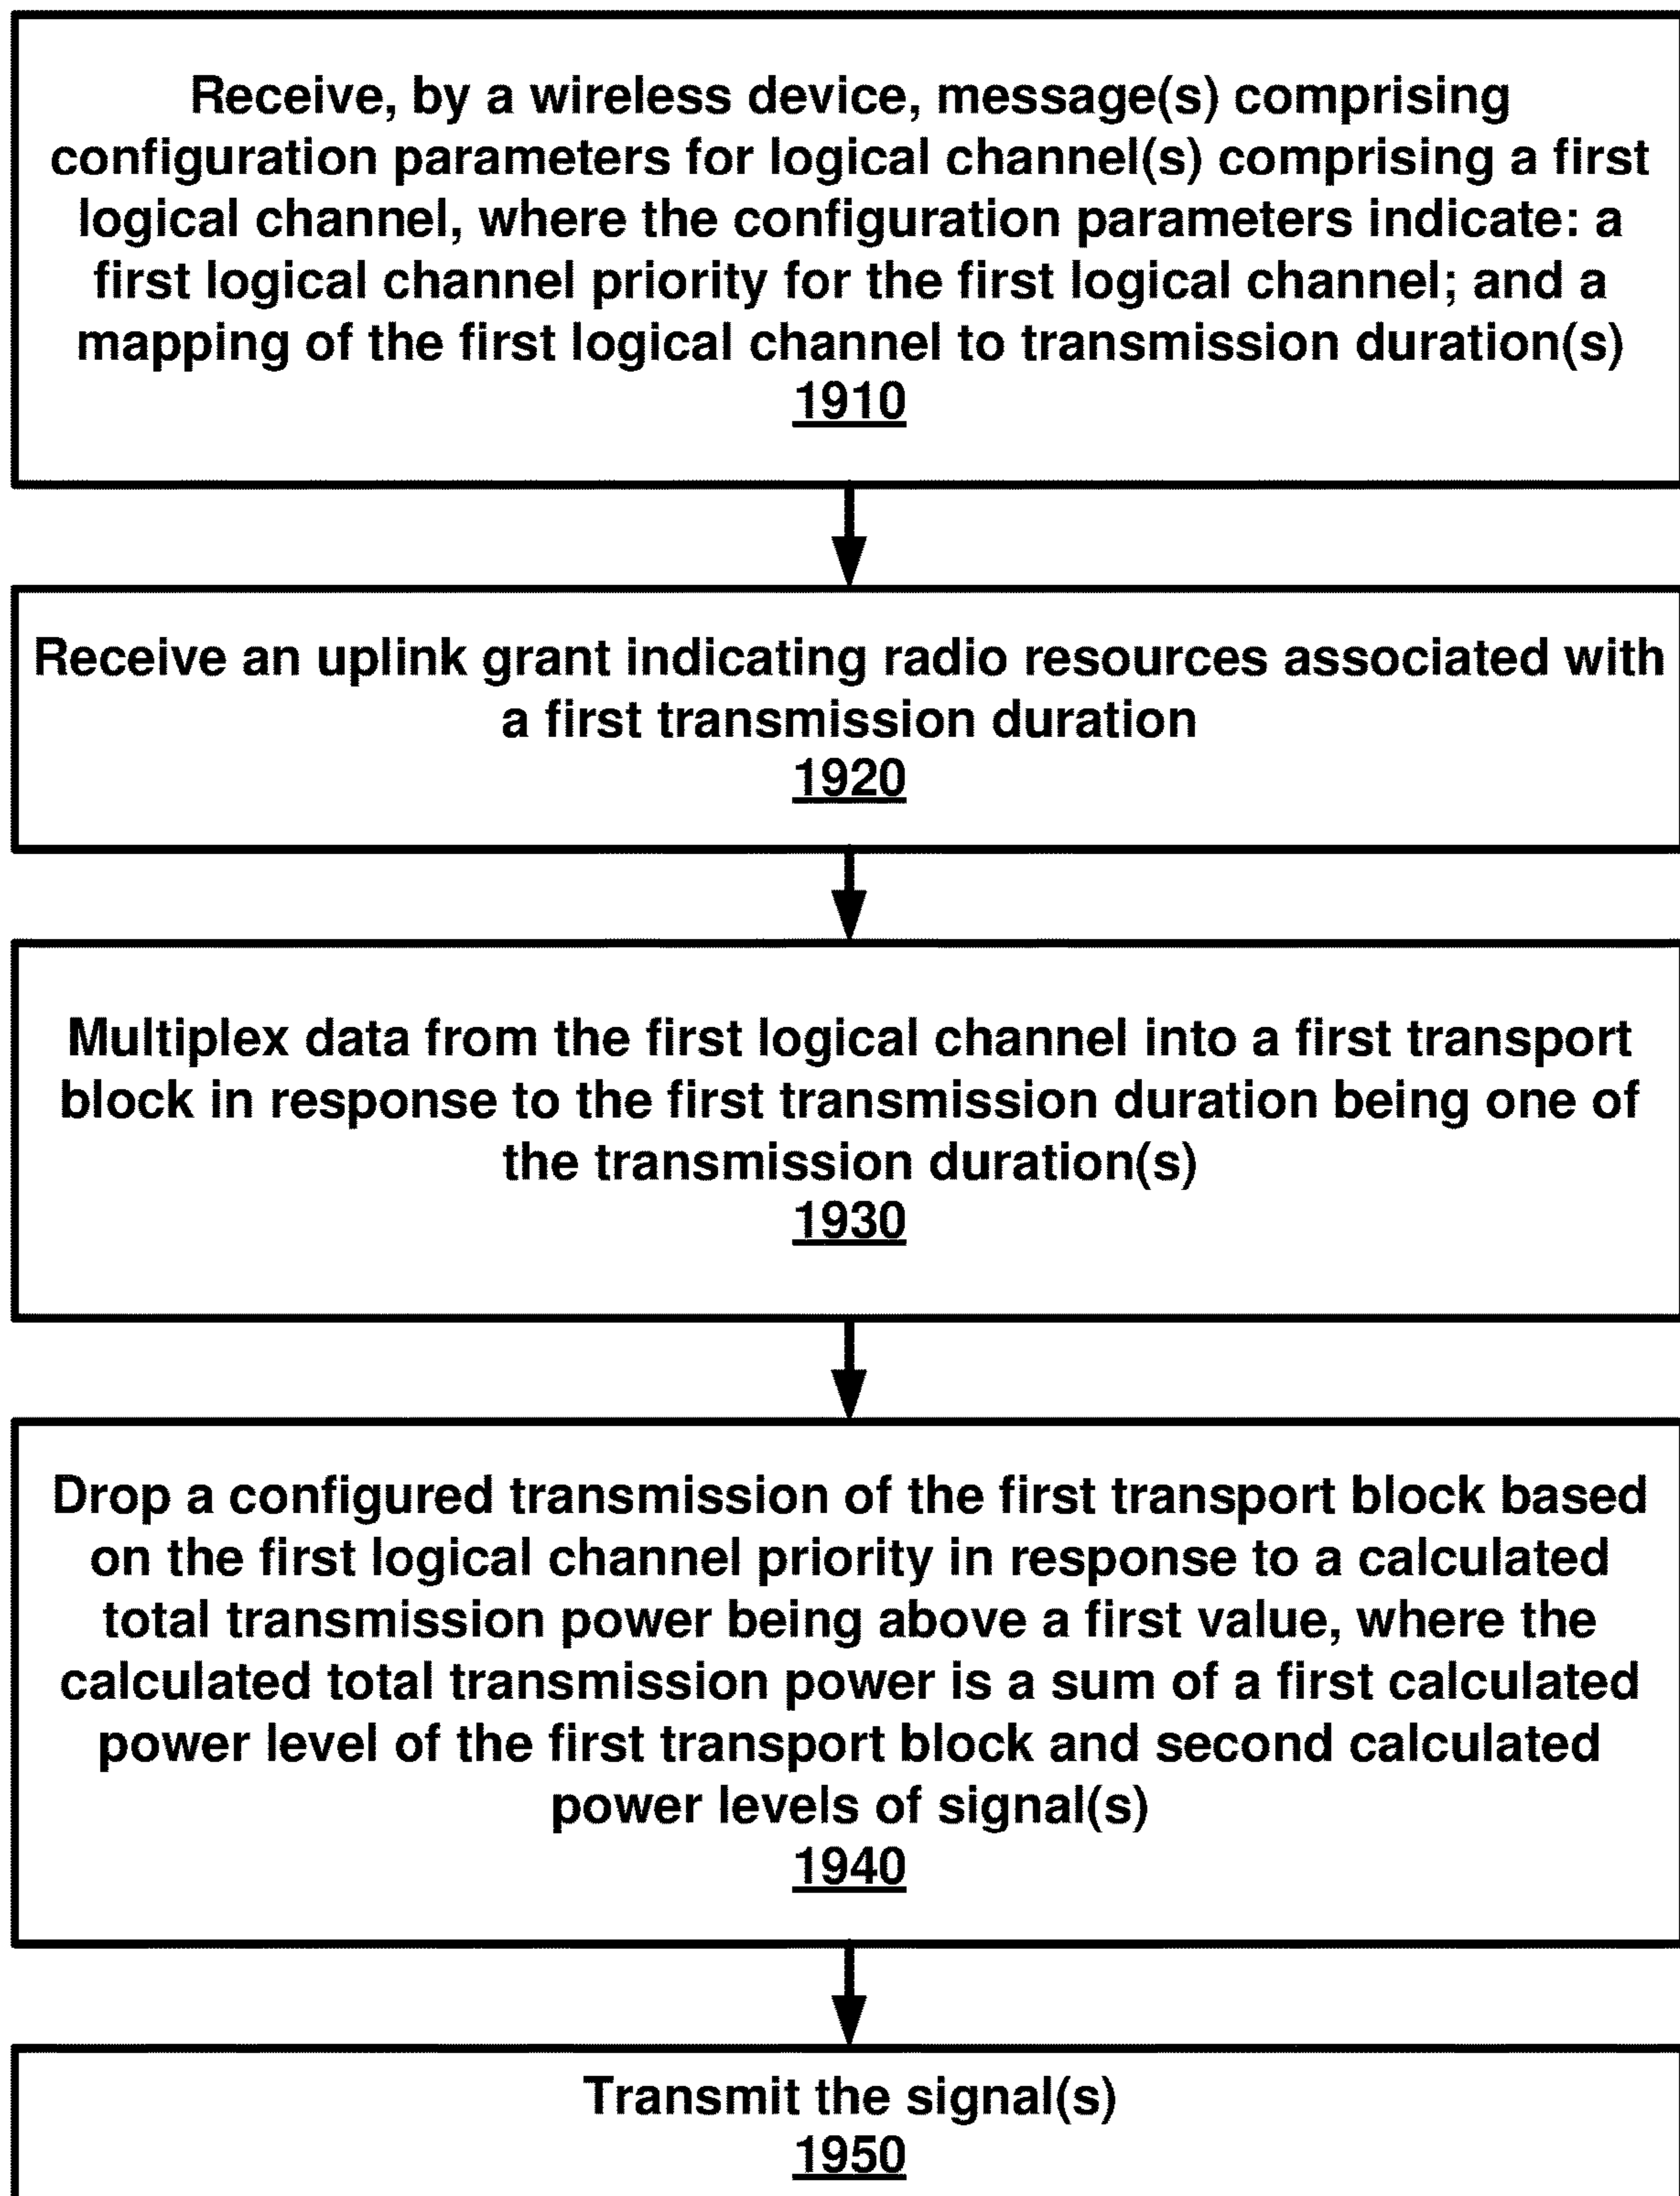 Receive, by a wireless device, message(s) comprising
configuration parameters for logical channel(s) comprising a first
logical channel, where the configuration parameters indicate: a
first logical channel priority for the first logical channel; and a
mapping of the first logical channel to transmission duration(s)
1910
Receive an uplink grant indicating radio resources associated with
a first transmission duration
1920
Multiplex data from the first logical channel into a first transport
block in response to the first transmission duration being one of
the transmission duration(s)
1930
Drop a configured transmission of the first transport block based
on the first logical channel priority in response to a calculated
total transmission power being above a first value, where the
calculated total transmission power is a sum of a first calculated
power level of the first transport block and second calculated
power levels of signal(s)
1940
Transmit the signal(s)
1950